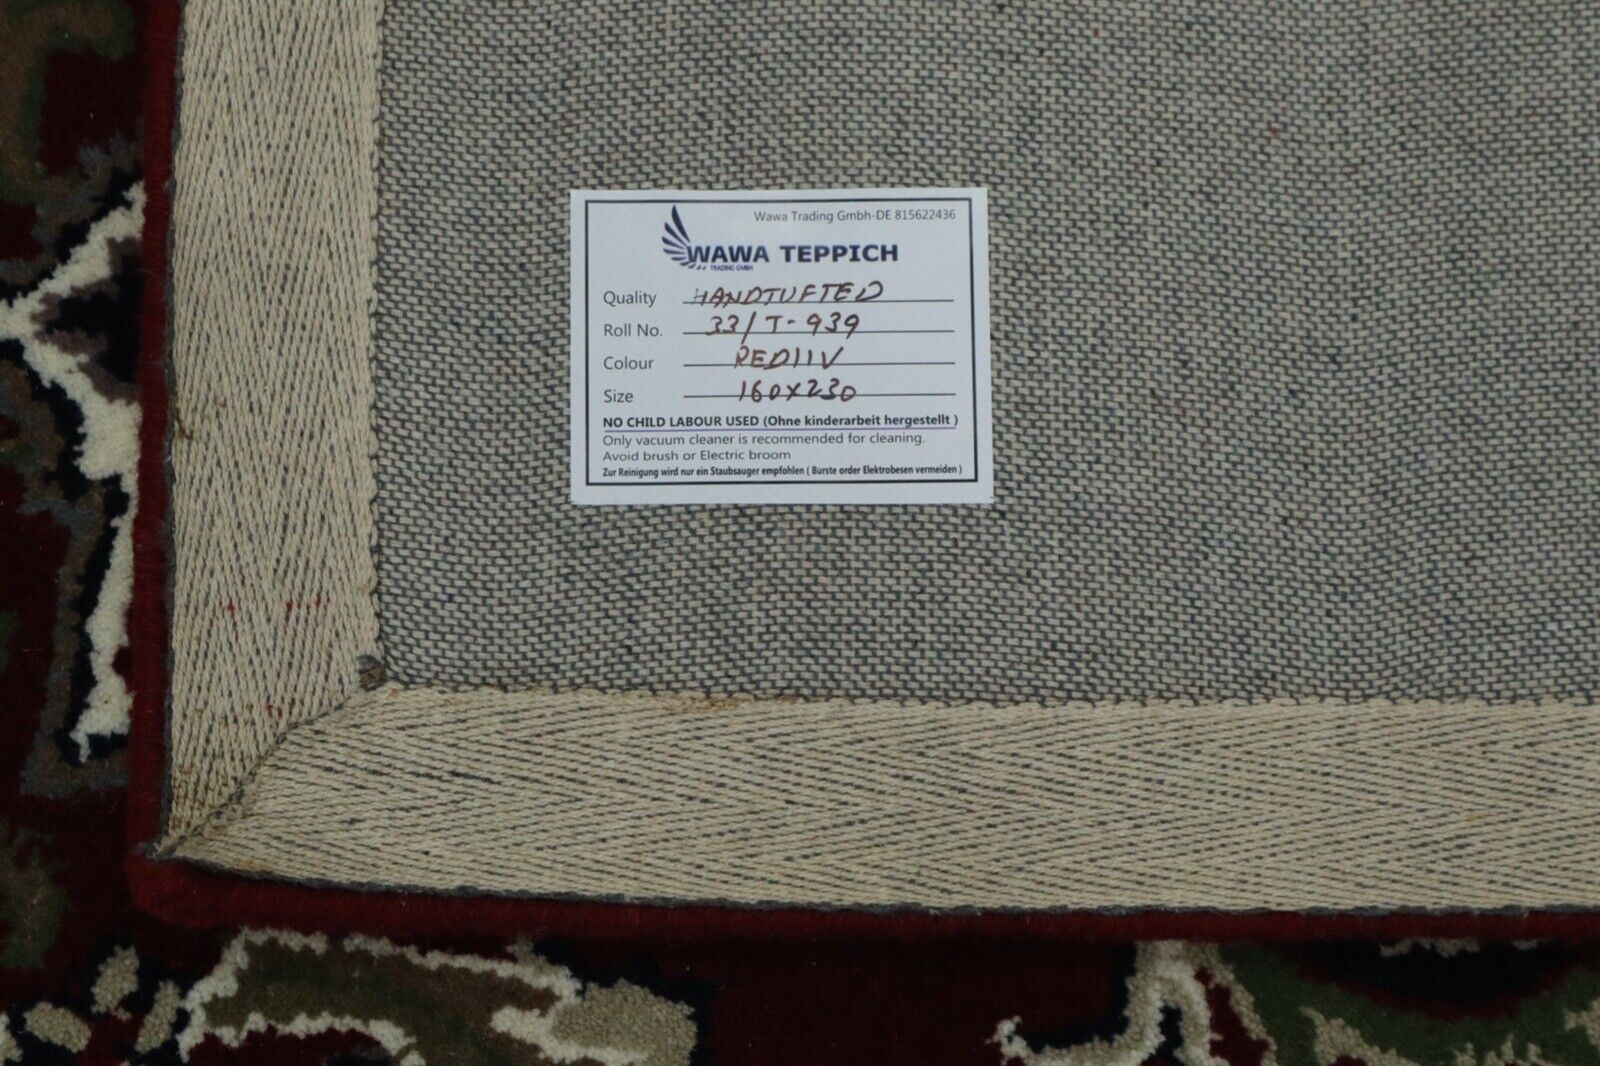 Wawa Trading Gmbh-DE 815622436
WAWA TEPPICH
TRADING GMBH
Quality HANDTUFTED
Roll No. 33/T-939
Colour RED/IV
Size 160x230
NO CHILD LABOUR USED (Ohne kinderarbeit hergestellt )
Only vacuum cleaner is recommended for cleaning.
Avoid brush or Electric broom
Zur Reinigung wird nur ein Staubsauger empfohlen ( Burste order Elektrobesen vermeiden )